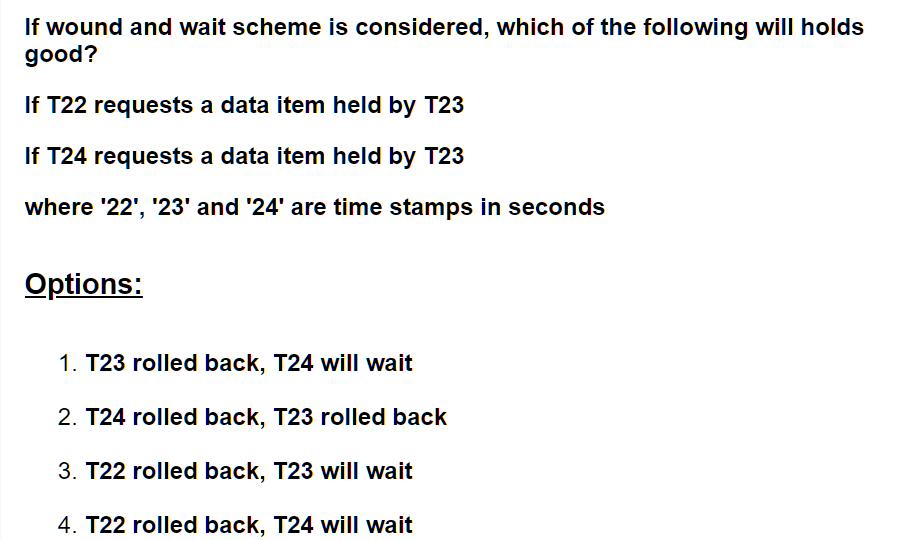 If wound and wait scheme is considered, which of the following will holds
good?
If T22 requests a data item held by T23
If T24 requests a data item held by T23
where '22', '23' and '24' are time stamps in seconds
Options:
1. T23 rolled back, T24 will wait
2. T24 rolled back, T23 rolled back
3. T22 rolled back, T23 will wait
4. T22 rolled back, T24 will wait